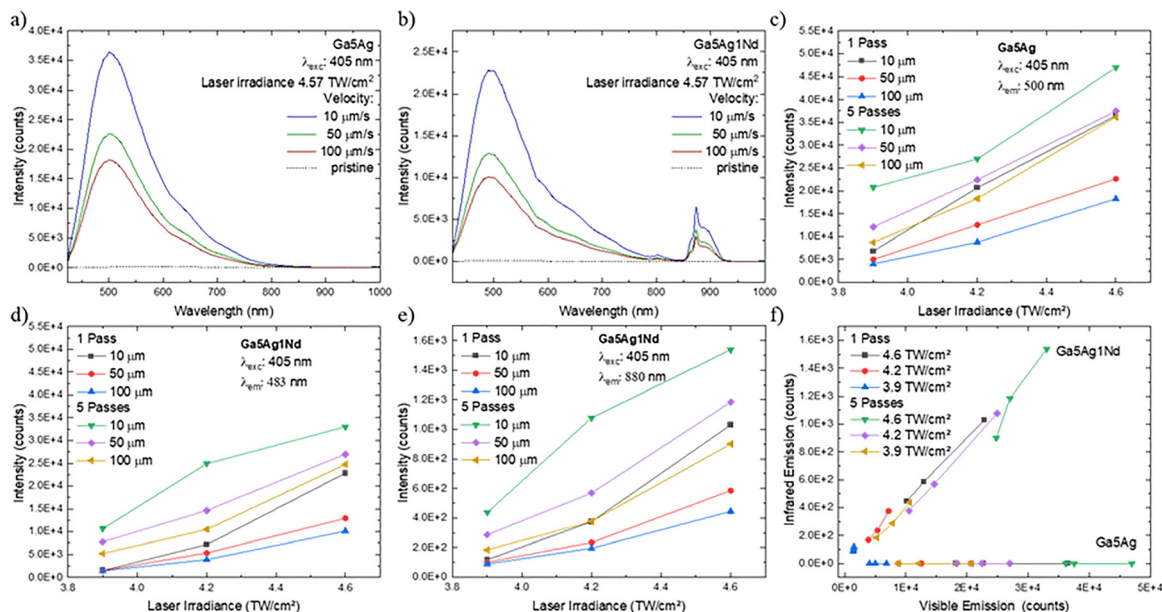 a)
4.0E+4
3.5E+4
3.0E+4
2.5E+4
2.0E+4
1.5E+4
1.0E+4
5.0E+3
0.0E+0
Intensity (counts)
Ga5Ag
λexc: 405 nm
Laser irradiance 4.57 TW/cm²
Velocity:
10 μm/s
50 μm/s
100 μm/s
pristine
500 600 700 800 900 1000
Wavelength (nm)
b)
2.5E+4
2.0E+4
1.5E+4
1.0E+4
5.0E+3
0.0E+0
Intensity (counts)
Ga5Ag1Nd
λexc: 405 nm
Laser irradiance 4.57 TW/cm²
Velocity:
10 μm/s
50 μm/s
100 μm/s
pristine
500 600 700 800 900 1000
Wavelength (nm)
c)
5.5E+4
5.0E+4
4.5E+4
4.0E+4
3.5E+4
3.0E+4
2.5E+4
2.0E+4
1.5E+4
1.0E+4
5.0E+3
0.0E+0
Intensity (counts)
1 Pass
10 μm
50 μm
100 μm
5 Passes
10 μm
50 μm
100 μm
Ga5Ag
λexc: 405 nm
λem: 500 nm
3.8 4.0 4.2 4.4 4.6
Laser Irradiance (TW/cm²)
d)
5.5E+4
5.0E+4
4.5E+4
4.0E+4
3.5E+4
3.0E+4
2.5E+4
2.0E+4
1.5E+4
1.0E+4
5.0E+3
0.0E+0
Intensity (counts)
1 Pass
10 μm
50 μm
100 μm
5 Passes
10 μm
50 μm
100 μm
Ga5Ag1Nd
λexc: 405 nm
λem: 483 nm
3.8 4.0 4.2 4.4 4.6
Laser Irradiance (TW/cm²)
e)
1.6E+3
1.4E+3
1.2E+3
1.0E+3
8.0E+2
6.0E+2
4.0E+2
2.0E+2
0.0E+0
Intensity (counts)
1 Pass
10 μm
50 μm
100 μm
5 Passes
10 μm
50 μm
100 μm
Ga5Ag1Nd
λexc: 405 nm
λem: 880 nm
3.8 4.0 4.2 4.4 4.6
Laser Irradiance (TW/cm²)
f)
1.6E+3
1.4E+3
1.2E+3
1.0E+3
8.0E+2
6.0E+2
4.0E+2
2.0E+2
0.0E+0
Infrared Emission (counts)
1 Pass
4.6 TW/cm²
4.2 TW/cm²
3.9 TW/cm²
5 Passes
4.6 TW/cm²
4.2 TW/cm²
3.9 TW/cm²
Ga5Ag1Nd
Ga5Ag
0E+0 1E+4 2E+4 3E+4 4E+4 5E+4
Visible Emission (counts)